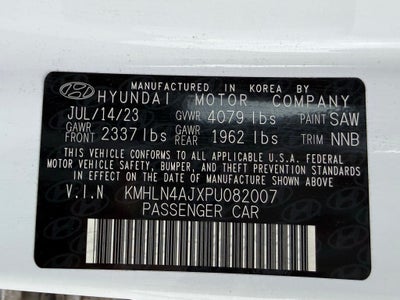 MANUFACTURED IN KOREA BY
HYUNDAI MOTOR COMPANY
JUL/14/23 GVWR 4079 lbs PAINT SAW
GAWR FRONT 2337 lbs GAWR REAR 1962 lbs TRIM NNB
THIS VEHICLE CONFORMS TO ALL APPLICABLE U.S.A. FEDERAL
MOTOR VEHICLE SAFETY, BUMPER, AND THEFT PREVENTION STANDARDS
IN EFFECT ON THE DATE OF MANUFACTURE SHOWN ABOVE.
V.I.N KMHLN4AJXPU082007
PASSENGER CAR